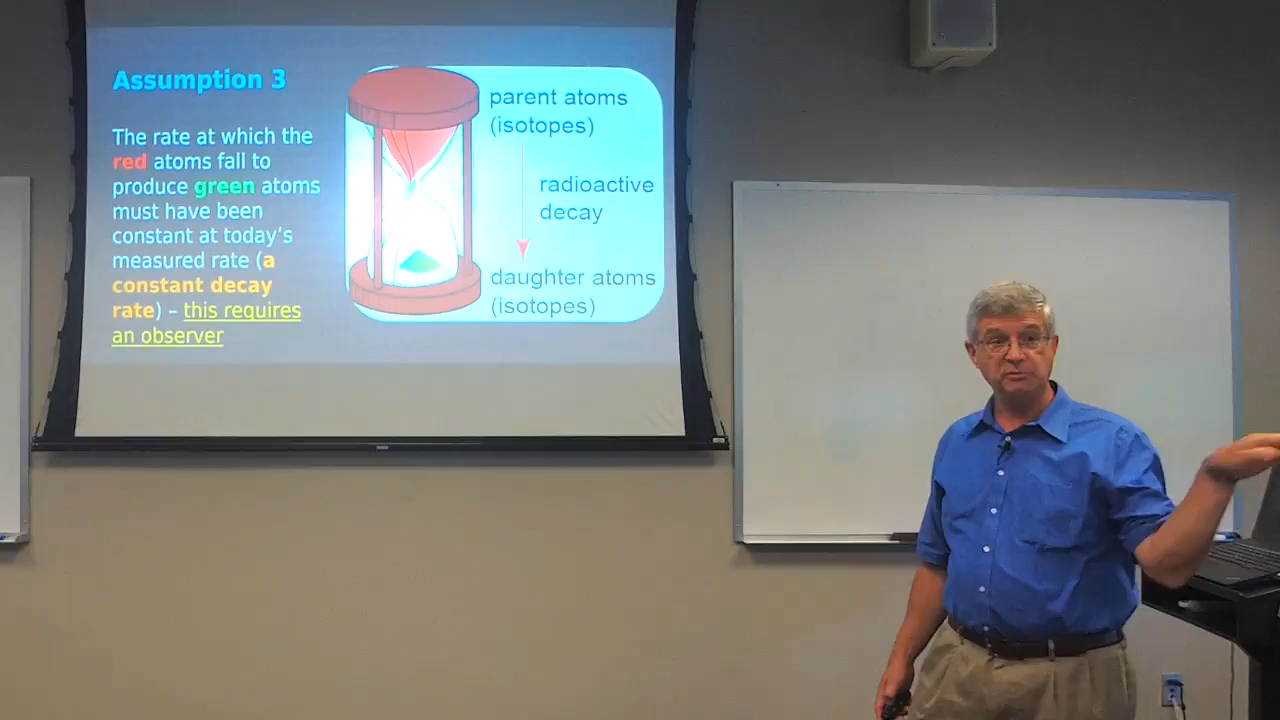 Assumption 3
The rate at which the
red atoms fall to
produce green atoms
must have been
constant at today's
measured rate (a
constant decay
rate) – this requires
an observer
parent atoms
(isotopes)
radioactive
decay
daughter atoms
(isotopes)